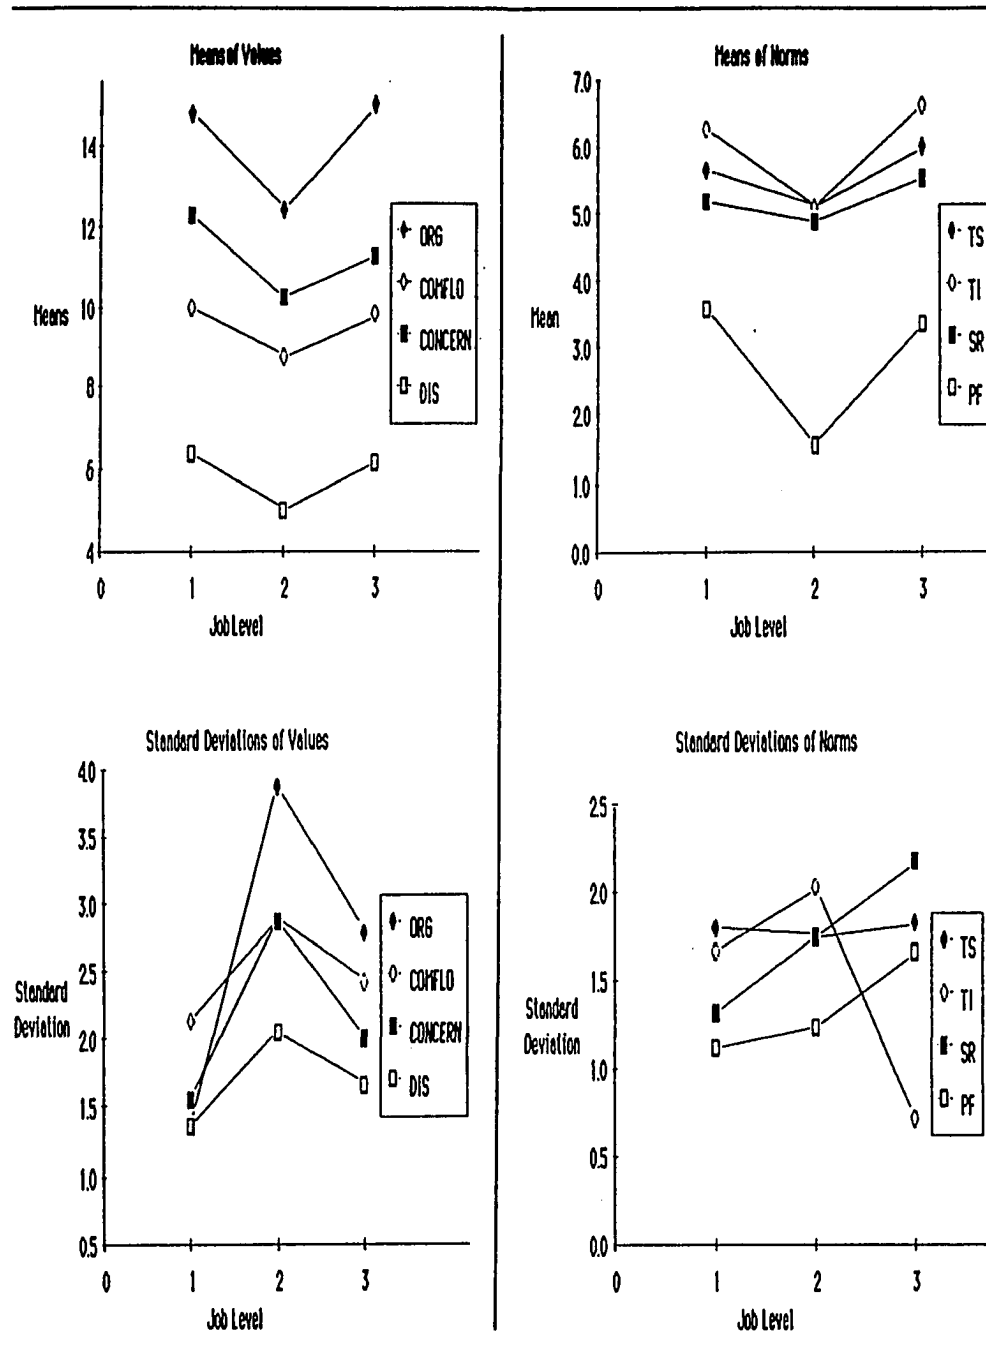 Means of Values
14
12
10
8
6
4
Means
0
1
2
3
Job Level
ORG
COMFLO
CONCERN
DIS
Means of Norms
7.0
6.0
5.0
4.0
3.0
2.0
1.0
0.0
Mean
0
1
2
3
Job Level
TS
TI
SR
PF
Standard Deviations of Values
4.0
3.5
3.0
2.5
2.0
1.5
1.0
0.5
Standard
Deviation
0
1
2
3
Job Level
ORG
COMFLO
CONCERN
DIS
Standard Deviations of Norms
2.5
2.0
1.5
1.0
0.5
0.0
Standard
Deviation
0
1
2
3
Job Level
TS
TI
SR
PF